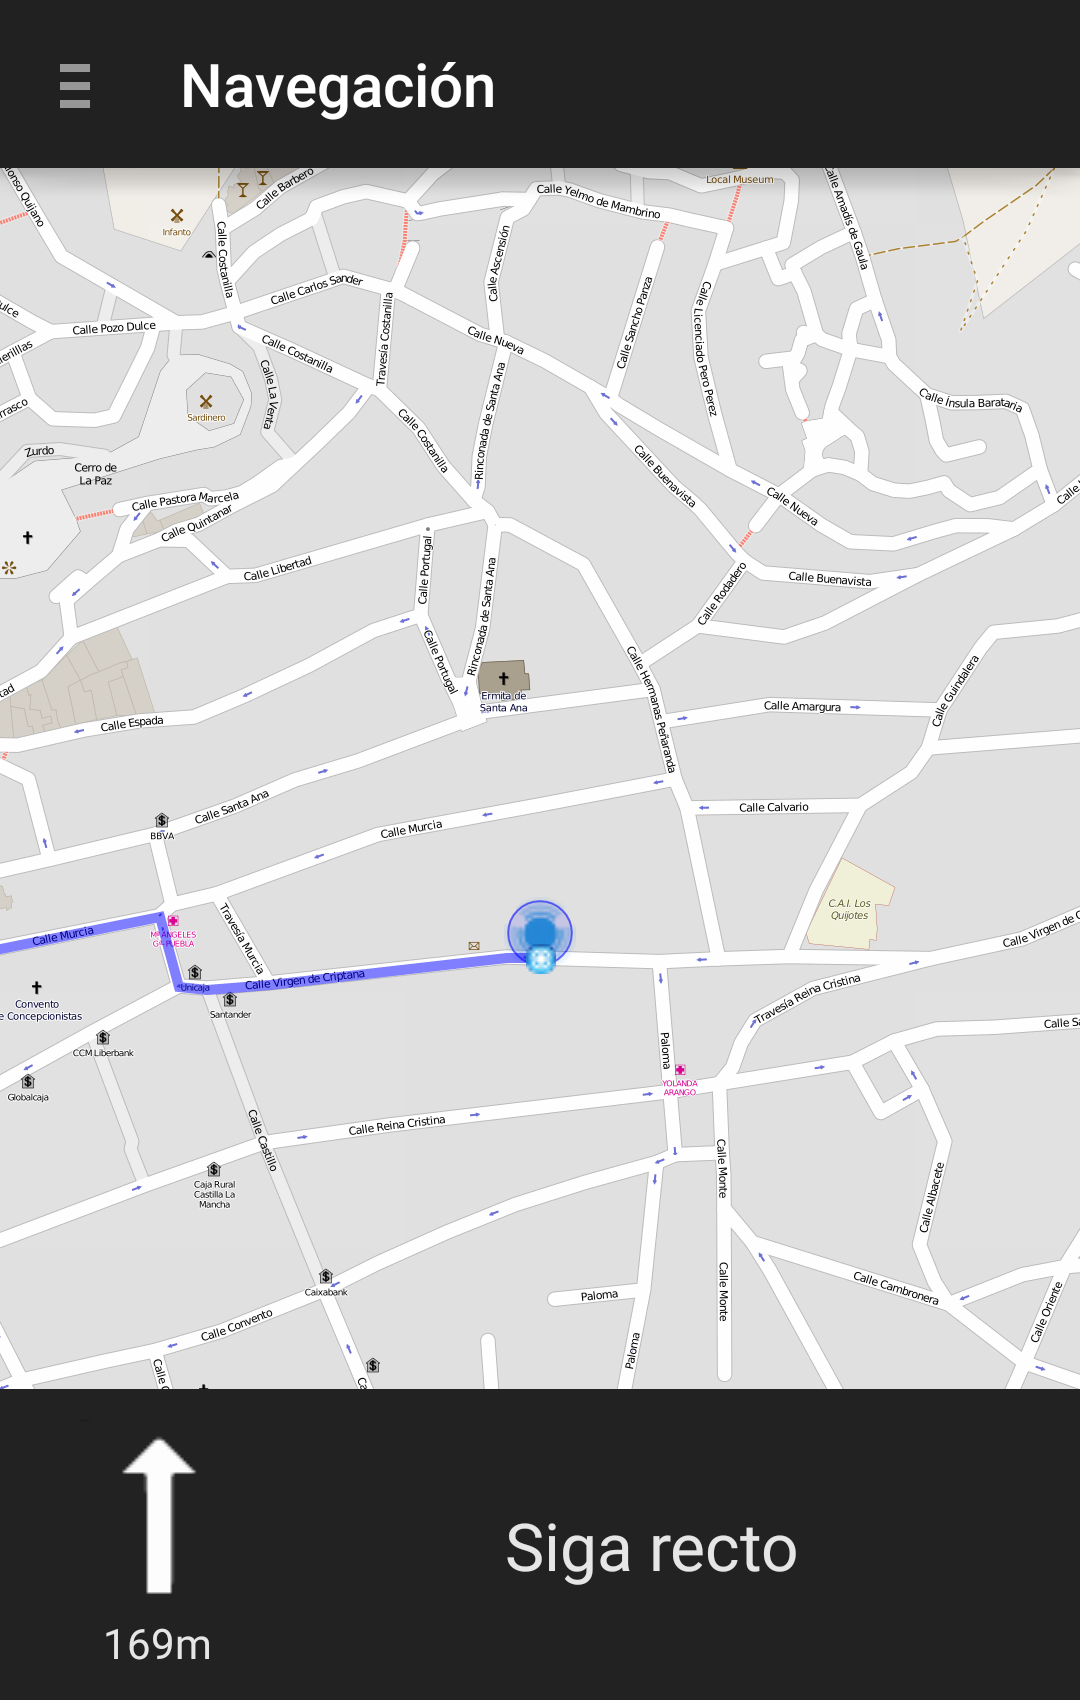 Navegación
Calle Barbero
Local Museum
Calle Yelmo de Mambrino
Infanto
Calle Costanilla
Calle Ascensión
Calle Amadís de Gaula
Calle Carlos Sander
Calle Sancho Panza
Calle Licenciado Pero Perez
Travesía Costanilla
Calle Pozo Dulce
Calle Nueva
Calle Costanilla
Calle La Venta
Rinconada de Santa Ana
Sardinero
Calle Ínsula Barataria
Calle Costanilla
Zurdo
Cerro de
La Paz
Calle Buenavista
Calle Pastora Marcela
Calle Nueva
Calle Quintanar
Calle Libertad
Calle Portugal
Rinconada de Santa Ana
Calle Buenavista
Calle Rodadero
Calle Portugal
Calle Hermanas Peñaranda
Calle Guindalera
Ermita de
Santa Ana
Calle Amargura
Calle Espada
Calle Santa Ana
Calle Calvario
BBVA
Calle Murcia
C.A.I. Los
Quijotes
Travesía Murcia
Calle Murcia
Mª ANGELES
Gª PUEBLA
Calle Virgen de C
Unicaja
Calle Virgen de Criptana
Travesía Reina Cristina
Convento
e Concepcionistas
Santander
Calle Sa
CCM Liberbank
Paloma
YOLANDA
ARANGO
Globalcaja
Calle Reina Cristina
Calle Castillo
Calle Monte
Caja Rural
Castilla La
Mancha
Calle Albacete
Calle Monte
Calle Cambronera
Caixabank
Paloma
Calle Oriente
Calle Convento
Paloma
Calle C
Ca
Siga recto
169m